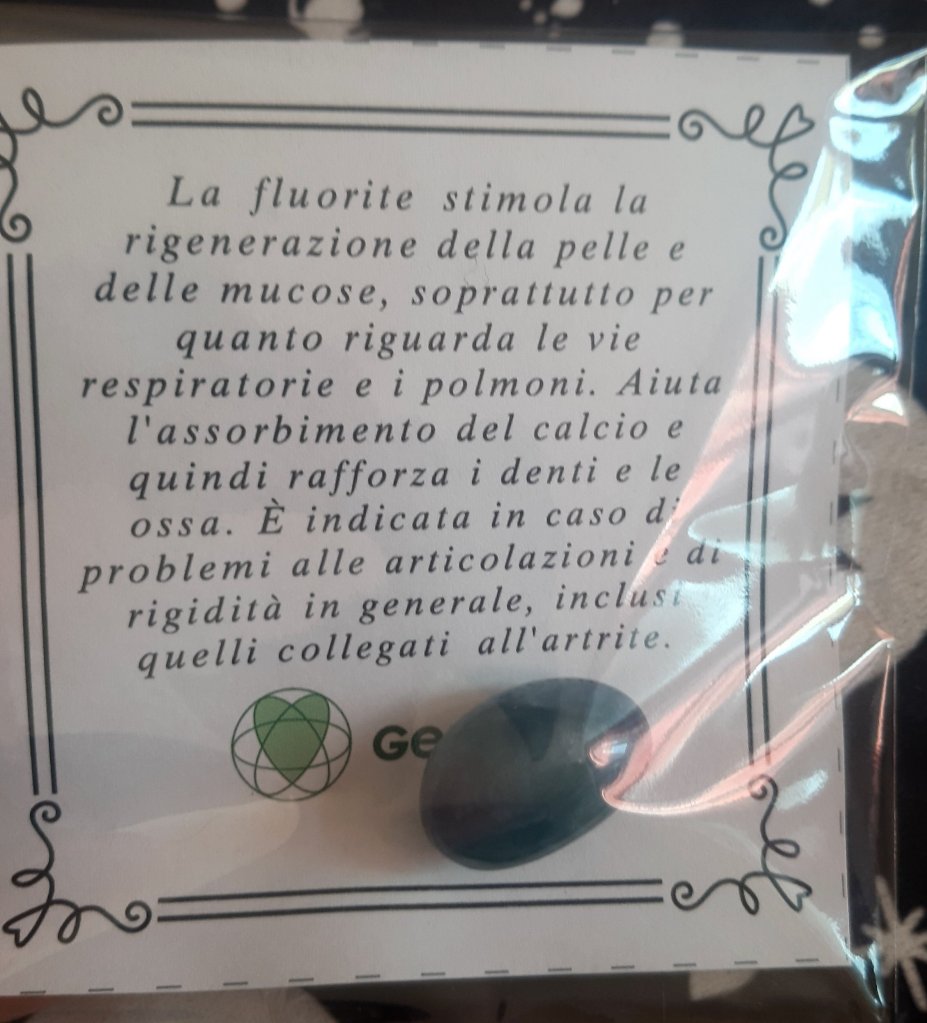 La fluorite stimola la
rigenerazione della pelle e
delle mucose, soprattutto per
quanto riguarda le vie
respiratorie e i polmoni. Aiuta
l'assorbimento del calcio e
quindi rafforza i denti e le
ossa. È indicata in caso di
problemi alle articolazioni e di
rigidità in generale, inclusi
quelli collegati all'artrite.